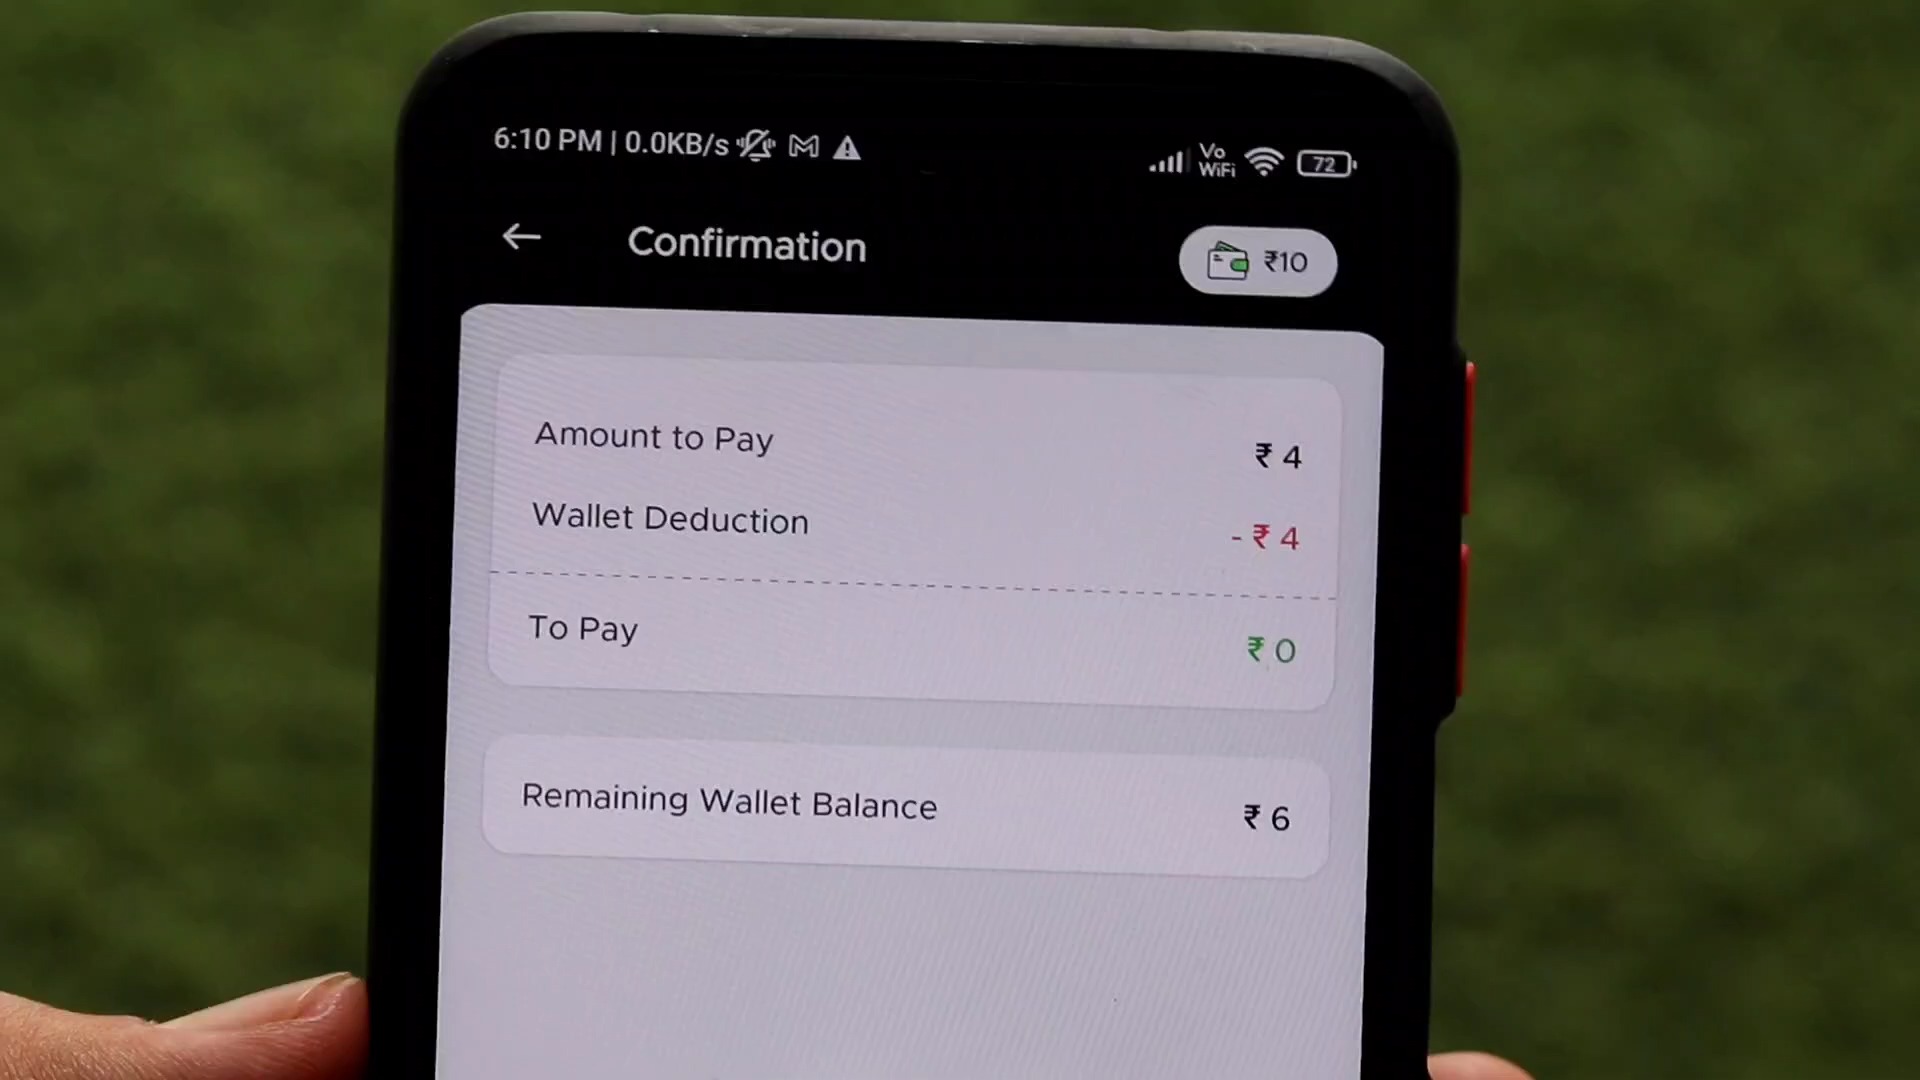 6:10 PM | 0.0KB/s
Vo
WiFi
72
Confirmation
₹10
Amount to Pay
₹ 4
Wallet Deduction
- ₹ 4
To Pay
₹ 0
Remaining Wallet Balance
₹ 6